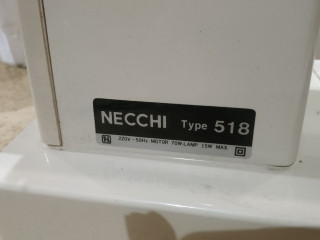 NECCHI Type 518
220V - 50Hz MOTOR 70W-LAMP 15W MAX